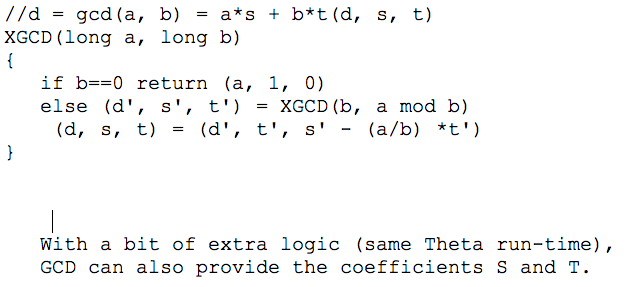 //d = gcd(a, b) = a*s + b*t(d, s, t)
XGCD(long a, long b)
{
if b==0 return (a, 1, 0)
else (d', s', t') = XGCD(b, a mod b)
(d, s, t) = (d', t', s' - (a/b) *t')
}
With a bit of extra logic (same Theta run-time),
GCD can also provide the coefficients S and T.